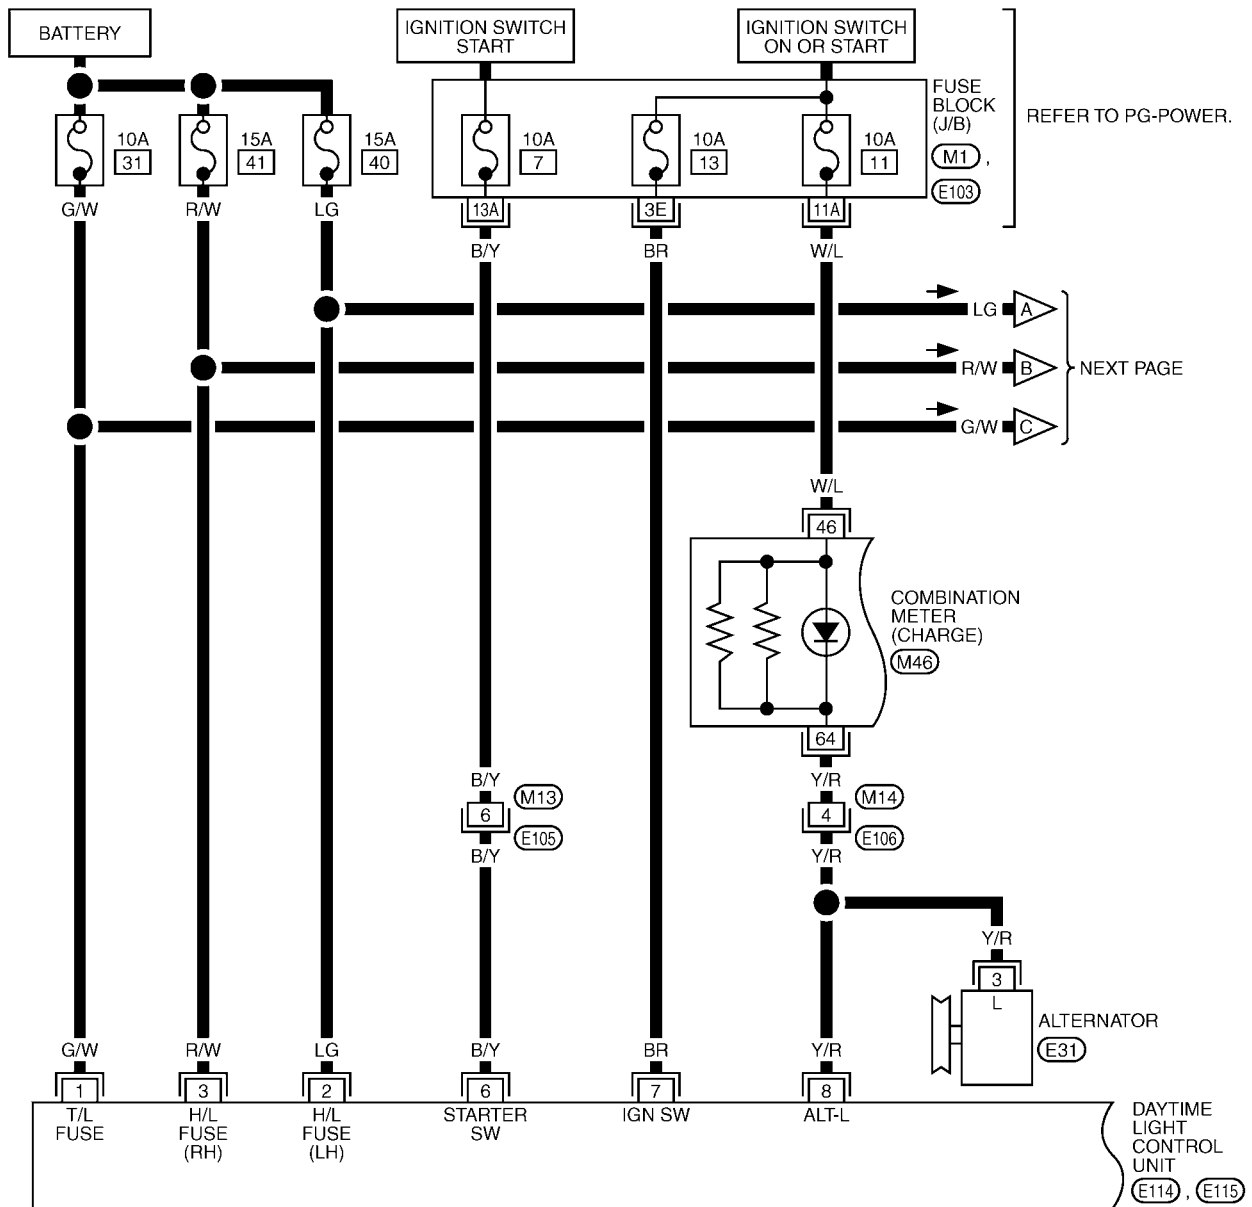 BATTERY
IGNITION SWITCH
START
IGNITION SWITCH
ON OR START
FUSE
BLOCK
(J/B)
M1 ,
E103
REFER TO PG-POWER.
10A
31
15A
41
15A
40
10A
7
10A
13
10A
11
G/W
R/W
LG
13A
3E
11A
B/Y
BR
W/L
LG
A
R/W
B
NEXT PAGE
G/W
C
W/L
46
COMBINATION
METER
(CHARGE)
M46
64
B/Y
M13
6
E105
B/Y
Y/R
M14
4
E106
Y/R
Y/R
3
L
ALTERNATOR
E31
G/W
R/W
LG
B/Y
BR
Y/R
1
3
2
6
7
8
T/L
FUSE
H/L
FUSE
(RH)
H/L
FUSE
(LH)
STARTER
SW
IGN SW
ALT-L
DAYTIME
LIGHT
CONTROL
UNIT
E114 , E115